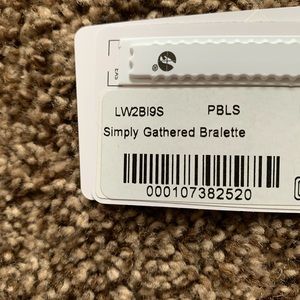 ®
LW2BI9S PBLS
Simply Gathered Bralette
000107382520